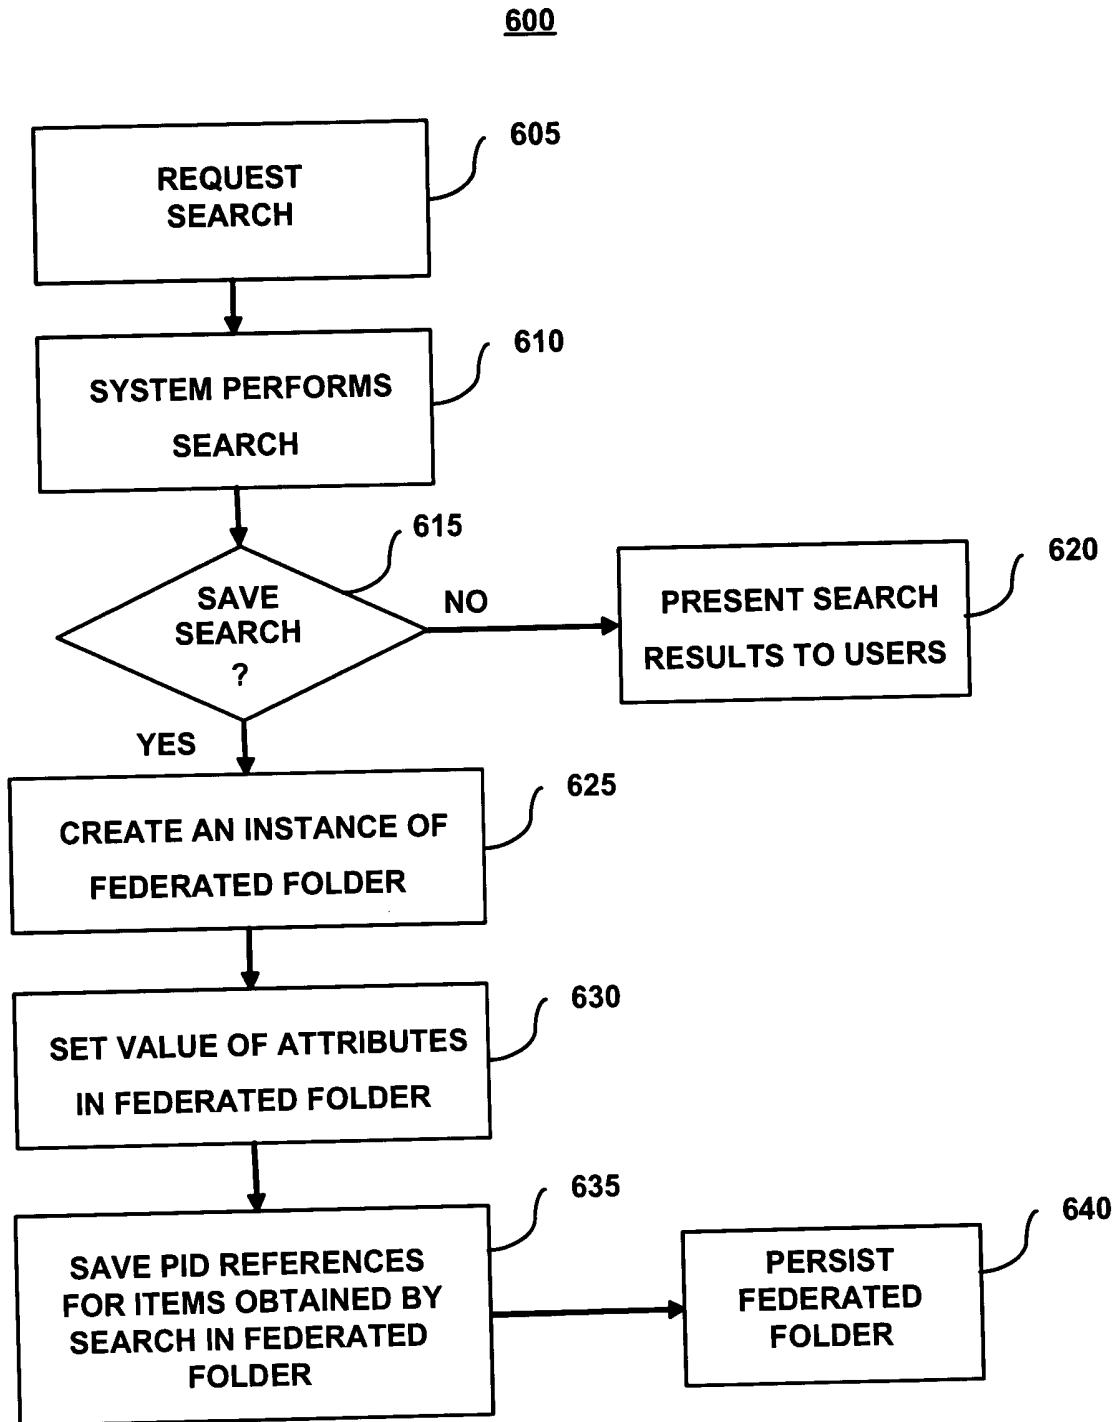 600
605
REQUEST
SEARCH
610
SYSTEM PERFORMS
SEARCH
615
SAVE
SEARCH
?
NO
620
PRESENT SEARCH
RESULTS TO USERS
YES
625
CREATE AN INSTANCE OF
FEDERATED FOLDER
630
SET VALUE OF ATTRIBUTES
IN FEDERATED FOLDER
635
SAVE PID REFERENCES
FOR ITEMS OBTAINED BY
SEARCH IN FEDERATED
FOLDER
640
PERSIST
FEDERATED
FOLDER